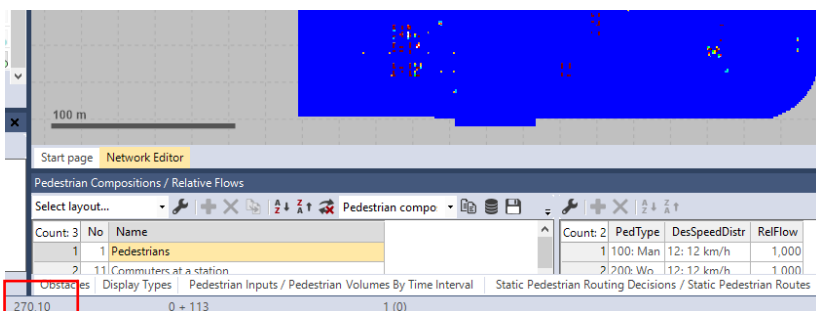 100 m
Start page Network Editor
Pedestrian Compositions / Relative Flows
Select layout... Pedestrian compo
Count: 3 No Name
1 1 Pedestrians
2 11 Commuters at a station
Count: 2 PedType DesSpeedDistr RelFlow
1 100: Man 12: 12 km/h 1,000
2 200: Wo 12: 12 km/h 1,000
Obstacles Display Types Pedestrian Inputs / Pedestrian Volumes By Time Interval Static Pedestrian Routing Decisions / Static Pedestrian Routes
270.10 0 + 113 1 (0)